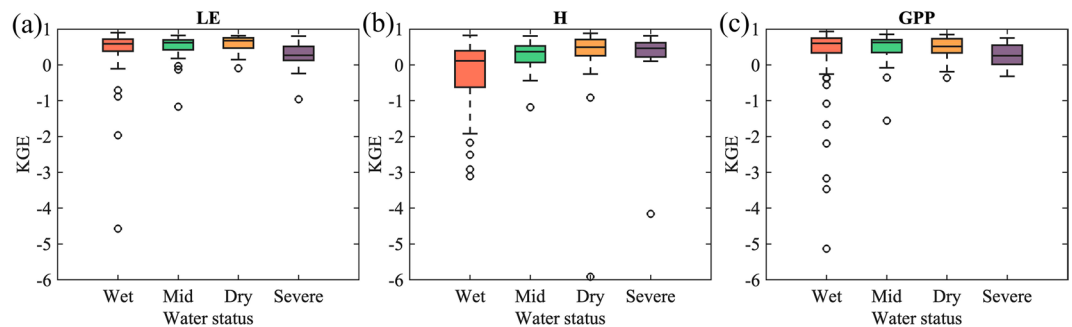 (a)
LE
KGE
1
0
-1
-2
-3
-4
-5
-6
Wet Mid Dry Severe
Water status
(b)
H
KGE
1
0
-1
-2
-3
-4
-5
-6
Wet Mid Dry Severe
Water status
(c)
GPP
KGE
1
0
-1
-2
-3
-4
-5
-6
Wet Mid Dry Severe
Water status